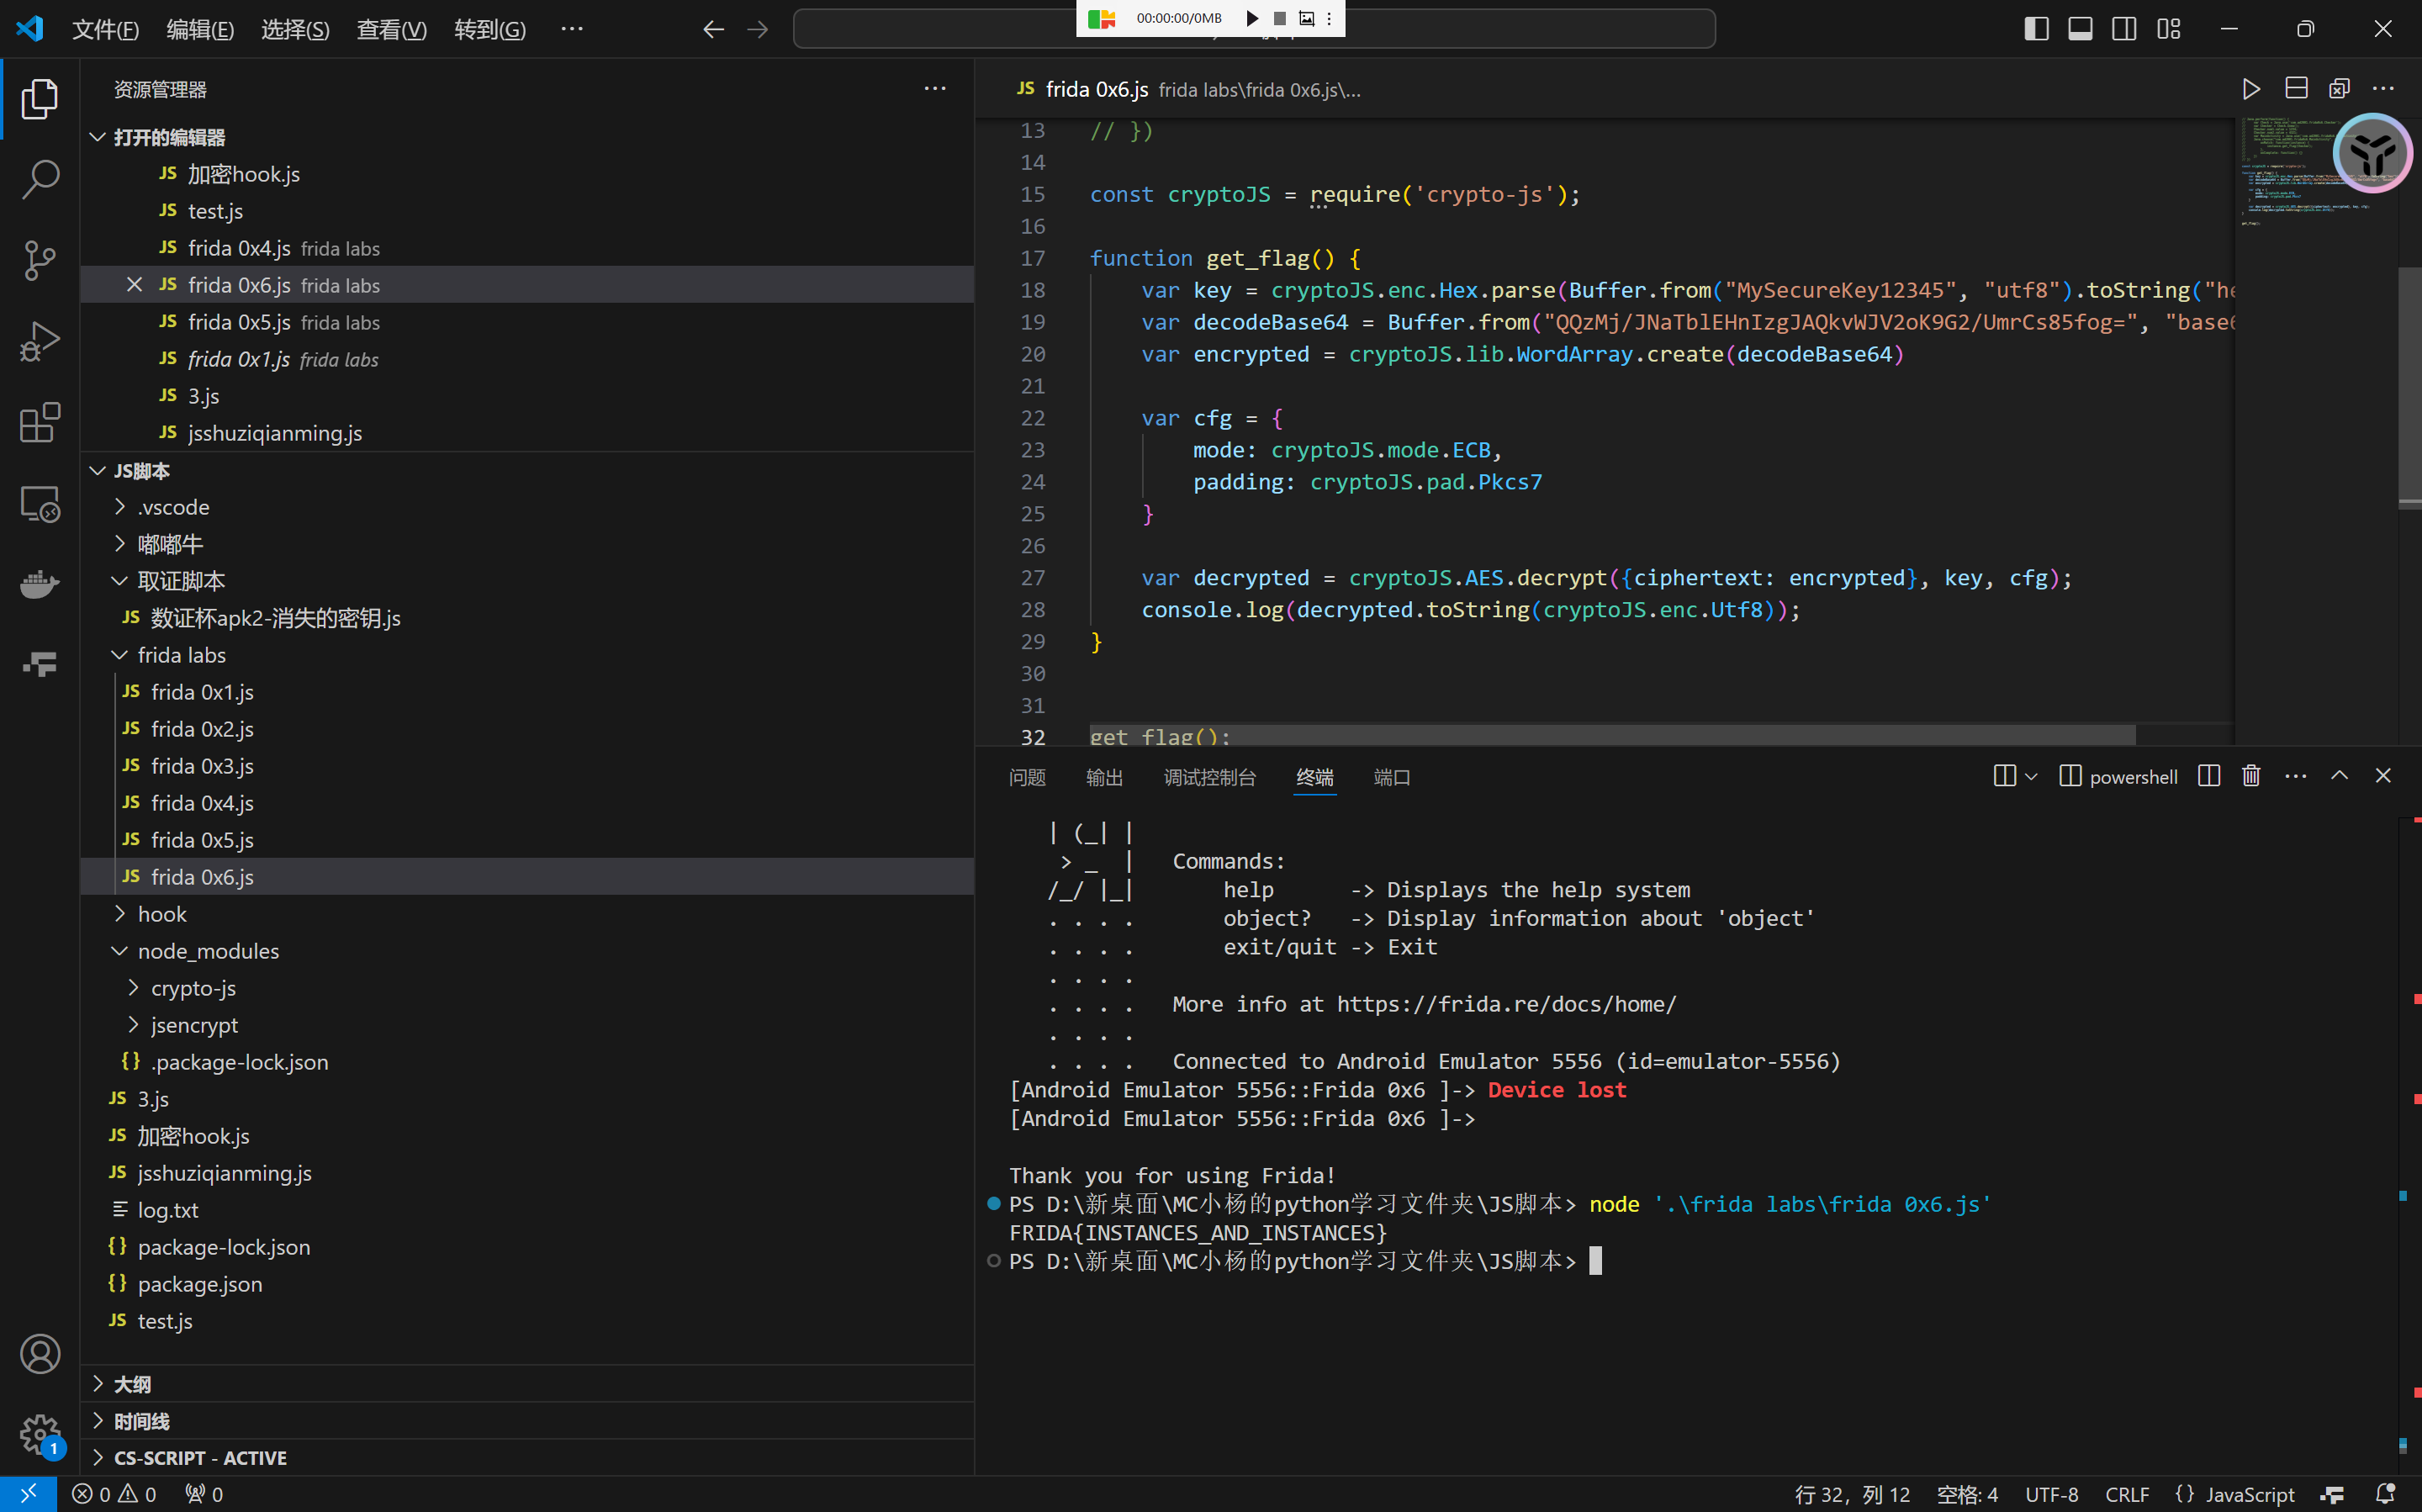 文件(F) 编辑(E) 选择(S) 查看(V) 转到(G) ···
00:00:00/0MB
资源管理器
打开的编辑器
JS 加密hook.js
JS test.js
JS frida 0x4.js frida labs
JS frida 0x6.js frida labs
JS frida 0x5.js frida labs
JS frida 0x1.js frida labs
JS 3.js
JS jsshuziqianming.js
JS脚本
.vscode
嘟嘟牛
取证脚本
JS 数证杯apk2-消失的密钥.js
frida labs
JS frida 0x1.js
JS frida 0x2.js
JS frida 0x3.js
JS frida 0x4.js
JS frida 0x5.js
JS frida 0x6.js
hook
node_modules
crypto-js
jsencrypt
{} .package-lock.json
JS 3.js
JS 加密hook.js
JS jsshuziqianming.js
log.txt
{} package-lock.json
{} package.json
JS test.js
大纲
时间线
CS-SCRIPT - ACTIVE
JS frida 0x6.js frida labs\frida 0x6.js\...
13 // })
14
15 const cryptoJS = require('crypto-js');
16
17 function get_flag() {
18 var key = cryptoJS.enc.Hex.parse(Buffer.from("MySecureKey12345", "utf8").toString("he
19 var decodeBase64 = Buffer.from("QQzMj/JNaTblEHnIzgJAQkvWJV2oK9G2/UmrCs85fog=", "base6
20 var encrypted = cryptoJS.lib.WordArray.create(decodeBase64)
21
22 var cfg = {
23 mode: cryptoJS.mode.ECB,
24 padding: cryptoJS.pad.Pkcs7
25 }
26
27 var decrypted = cryptoJS.AES.decrypt({ciphertext: encrypted}, key, cfg);
28 console.log(decrypted.toString(cryptoJS.enc.Utf8));
29 }
30
31
32 get_flag();
问题 输出 调试控制台 终端 端口 powershell
| (_| |
> _ | Commands:
/_/ |_| help -> Displays the help system
. . . . object? -> Display information about 'object'
. . . . exit/quit -> Exit
. . . .
. . . . More info at https://frida.re/docs/home/
. . . .
. . . . Connected to Android Emulator 5556 (id=emulator-5556)
[Android Emulator 5556::Frida 0x6 ]-> Device lost
[Android Emulator 5556::Frida 0x6 ]->
Thank you for using Frida!
PS D:\新桌面\MC小杨的python学习文件夹\JS脚本> node '.\frida labs\frida 0x6.js'
FRIDA{INSTANCES_AND_INSTANCES}
PS D:\新桌面\MC小杨的python学习文件夹\JS脚本>
1
0 0 0
行 32，列 12 空格: 4 UTF-8 CRLF {} JavaScript